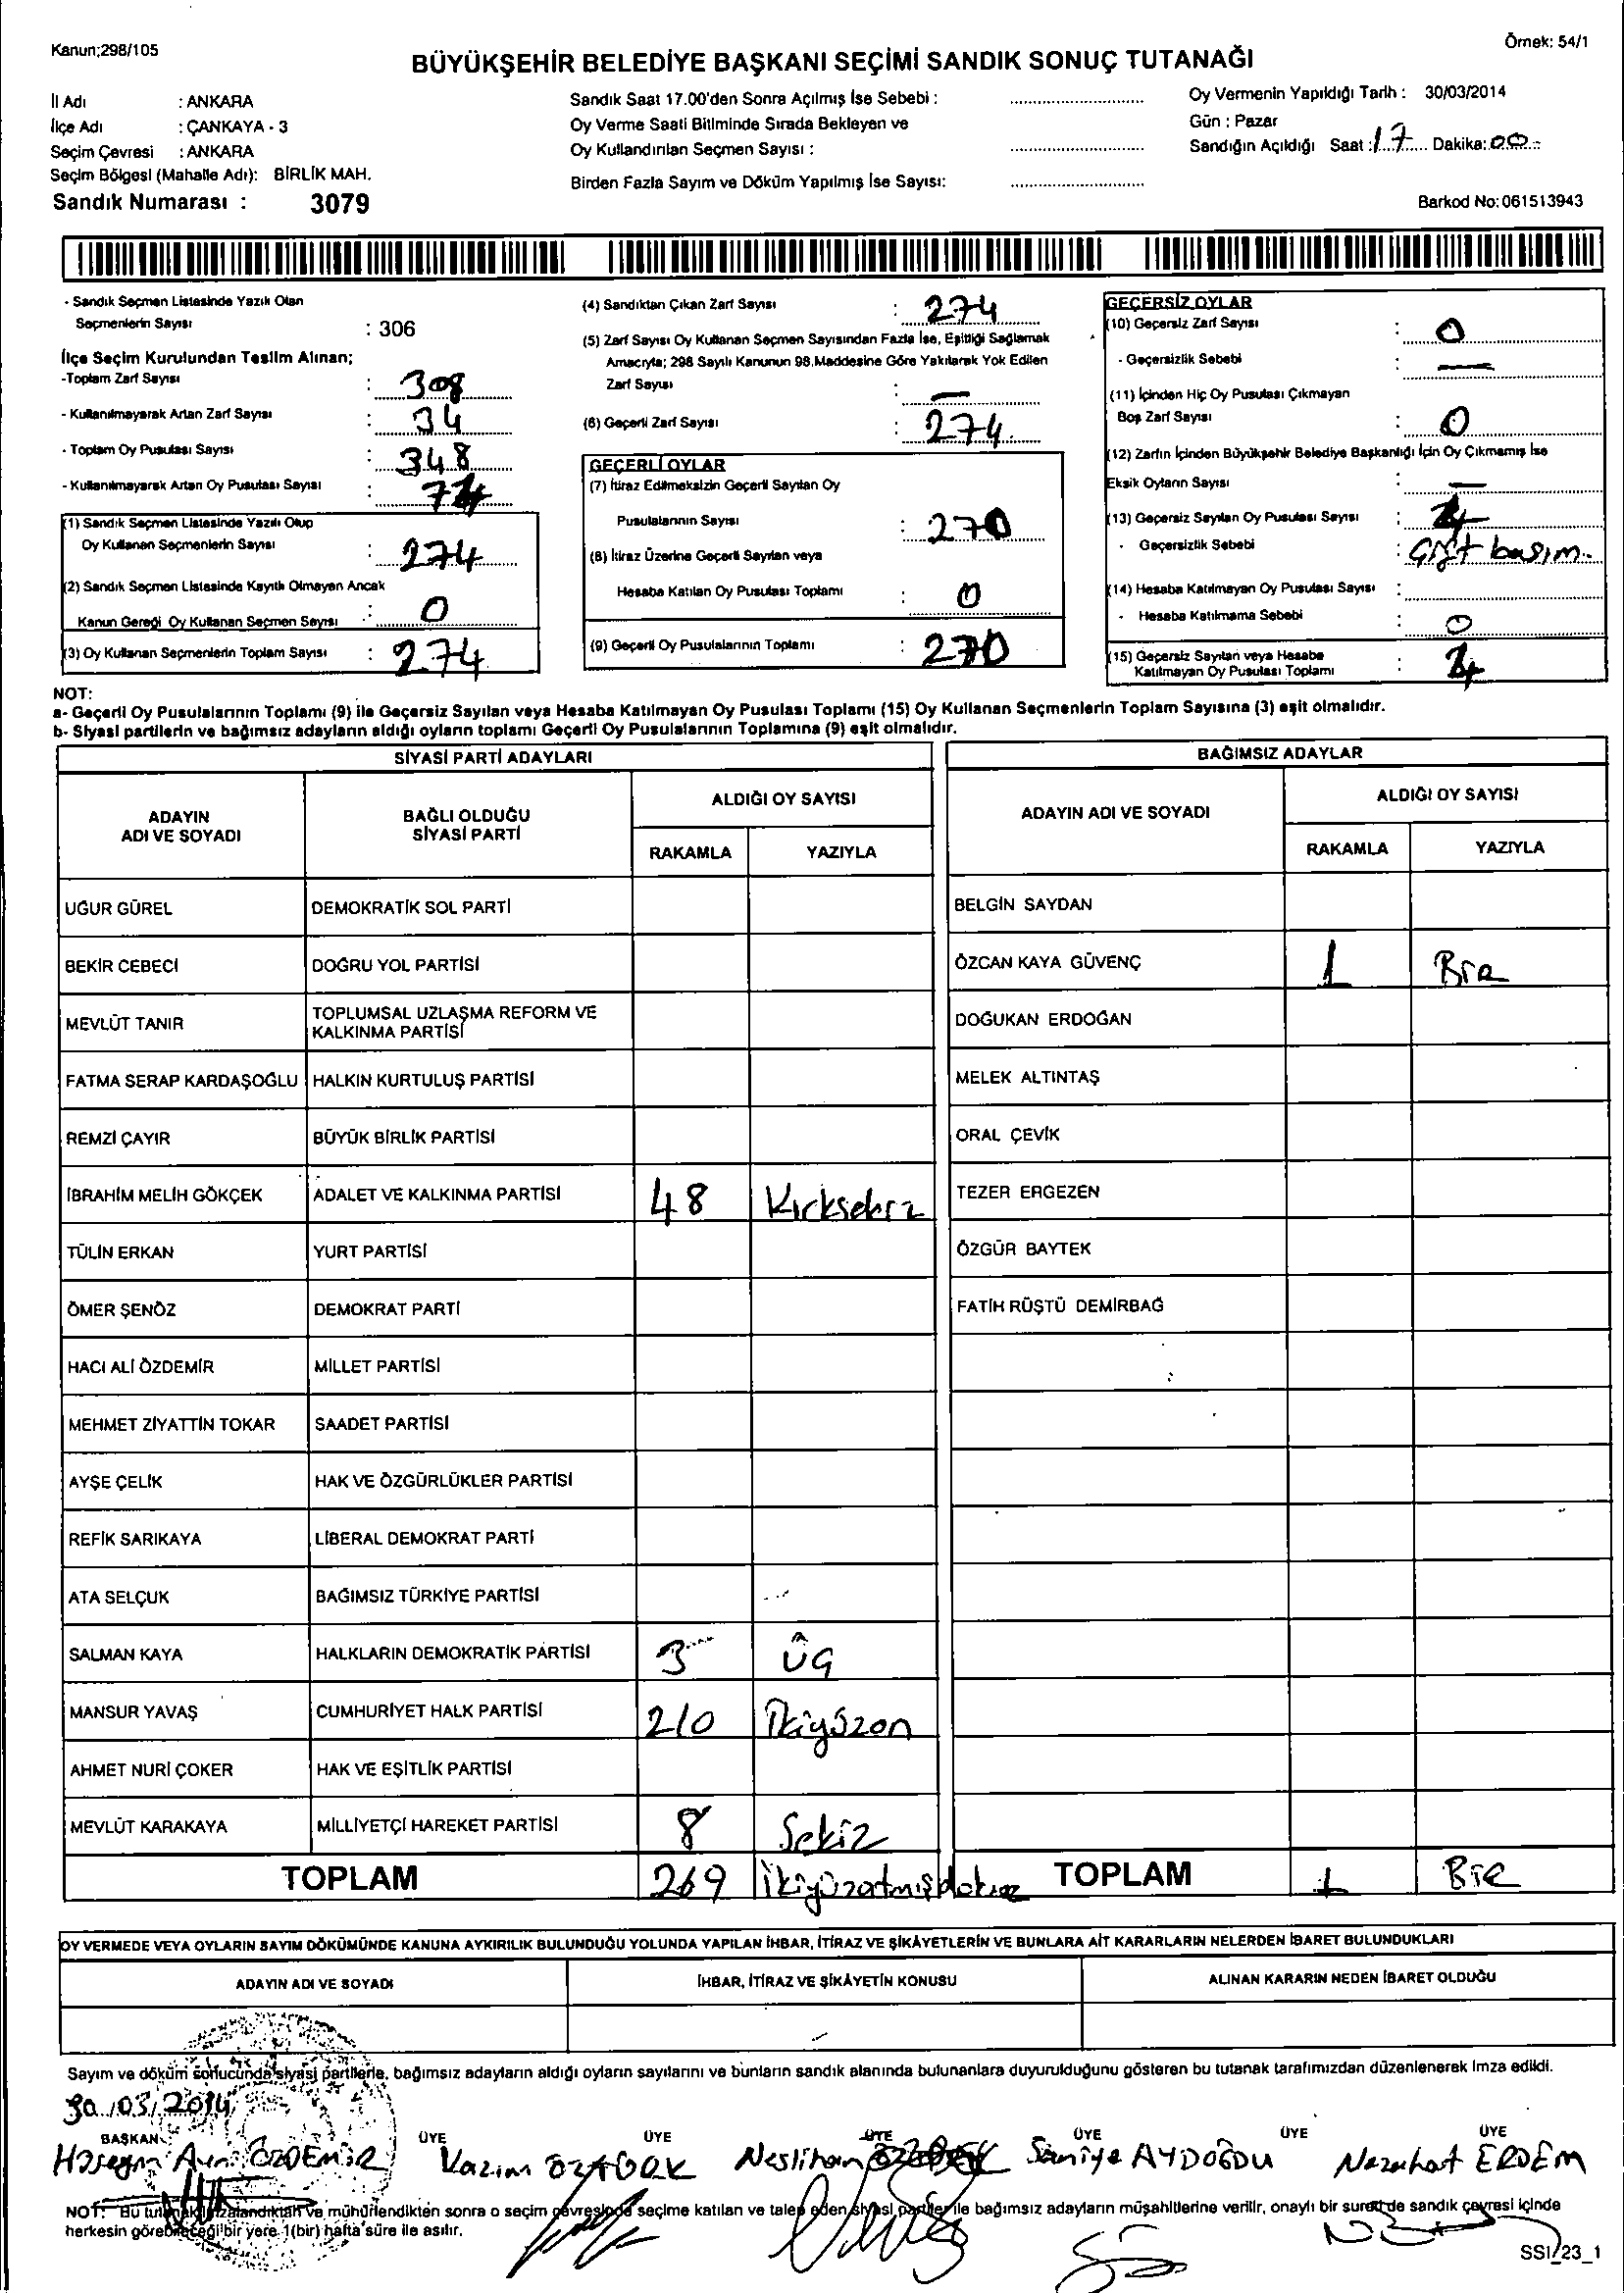 Kanun;298/105
Örnek: 54/1
BÜYÜKŞEHİR BELEDİYE BAŞKANI SEÇİMİ SANDIK SONUÇ TUTANAĞI
İl Adı : ANKARA
İlçe Adı : ÇANKAYA - 3
Seçim Çevresi : ANKARA
Seçim Bölgesi (Mahalle Adı): BİRLİK MAH.
Sandık Numarası : 3079
Sandık Saat 17.00'den Sonra Açılmış İse Sebebi :
Oy Verme Saati Bitiminde Sırada Bekleyen ve
Oy Kullandırılan Seçmen Sayısı :
Birden Fazla Sayım ve Döküm Yapılmış İse Sayısı:
Oy Vermenin Yapıldığı Tarih : 30/03/2014
Gün : Pazar
Sandığın Açıldığı Saat : 17 Dakika: 00
Barkod No: 061513943
- Sandık Seçmen Listesinde Yazılı Olan
Seçmenlerin Sayısı : 306
İlçe Seçim Kurulundan Teslim Alınan;
-Toplam Zarf Sayısı : 308
- Kullanılmayarak Artan Zarf Sayısı : 34
- Toplam Oy Pusulası Sayısı : 348
- Kullanılmayarak Artan Oy Pusulası Sayısı : 74
(1) Sandık Seçmen Listesinde Yazılı Olup
Oy Kullanan Seçmenlerin Sayısı : 274
(2) Sandık Seçmen Listesinde Kayıtlı Olmayan Ancak
Kanun Gereği Oy Kullanan Seçmen Sayısı : 0
(3) Oy Kullanan Seçmenlerin Toplam Sayısı : 274
(4) Sandıktan Çıkan Zarf Sayısı : 274
(5) Zarf Sayısı Oy Kullanan Seçmen Sayısından Fazla İse, Eşitliği Sağlamak
Amacıyla; 298 Sayılı Kanunun 98.Maddesine Göre Yakılarak Yok Edilen
Zarf Sayısı : —
(6) Geçerli Zarf Sayısı : 274
GEÇERLİ OYLAR
(7) İtiraz Edilmeksizin Geçerli Sayılan Oy
Pusulalarının Sayısı : 270
(8) İtiraz Üzerine Geçerli Sayılan veya
Hesaba Katılan Oy Pusulası Toplamı : 0
(9) Geçerli Oy Pusulalarının Toplamı : 270
GEÇERSİZ OYLAR
(10) Geçersiz Zarf Sayısı : 0
- Geçersizlik Sebebi : —
(11) İçinden Hiç Oy Pusulası Çıkmayan
Boş Zarf Sayısı : 0
(12) Zarfın İçinden Büyükşehir Belediye Başkanlığı İçin Oy Çıkmamış İse
Eksik Oyların Sayısı : —
(13) Geçersiz Sayılan Oy Pusulası Sayısı : 4
- Geçersizlik Sebebi : Çift basım.
(14) Hesaba Katılmayan Oy Pusulası Sayısı :
- Hesaba Katılmama Sebebi : 0
(15) Geçersiz Sayılan veya Hesaba
Katılmayan Oy Pusulası Toplamı : 4
NOT:
a- Geçerli Oy Pusulalarının Toplamı (9) ile Geçersiz Sayılan veya Hesaba Katılmayan Oy Pusulası Toplamı (15) Oy Kullanan Seçmenlerin Toplam Sayısına (3) eşit olmalıdır.
b- Siyasi partilerin ve bağımsız adayların aldığı oyların toplamı Geçerli Oy Pusulalarının Toplamına (9) eşit olmalıdır.
SİYASİ PARTİ ADAYLARI
ADAYIN ADI VE SOYADI
BAĞLI OLDUĞU SİYASİ PARTİ
ALDIĞI OY SAYISI
RAKAMLA YAZIYLA
UĞUR GÜREL DEMOKRATİK SOL PARTİ
BEKİR CEBECİ DOĞRU YOL PARTİSİ
MEVLÜT TANIR TOPLUMSAL UZLAŞMA REFORM VE KALKINMA PARTİSİ
FATMA SERAP KARDAŞOĞLU HALKIN KURTULUŞ PARTİSİ
REMZİ ÇAYIR BÜYÜK BİRLİK PARTİSİ
İBRAHİM MELİH GÖKÇEK ADALET VE KALKINMA PARTİSİ 48 Kırksekiz
TÜLİN ERKAN YURT PARTİSİ
ÖMER ŞENÖZ DEMOKRAT PARTİ
HACI ALİ ÖZDEMİR MİLLET PARTİSİ
MEHMET ZİYATTİN TOKAR SAADET PARTİSİ
AYŞE ÇELİK HAK VE ÖZGÜRLÜKLER PARTİSİ
REFİK SARIKAYA LİBERAL DEMOKRAT PARTİ
ATA SELÇUK BAĞIMSIZ TÜRKİYE PARTİSİ
SALMAN KAYA HALKLARIN DEMOKRATİK PARTİSİ 3 Üç
MANSUR YAVAŞ CUMHURİYET HALK PARTİSİ 210 İkiyüzon
AHMET NURİ ÇOKER HAK VE EŞİTLİK PARTİSİ
MEVLÜT KARAKAYA MİLLİYETÇİ HAREKET PARTİSİ 8 Sekiz
TOPLAM 269 İkiyüzatmışdokuz
BAĞIMSIZ ADAYLAR
ADAYIN ADI VE SOYADI
ALDIĞI OY SAYISI
RAKAMLA YAZIYLA
BELGİN SAYDAN
ÖZCAN KAYA GÜVENÇ 1 Bir
DOĞUKAN ERDOĞAN
MELEK ALTINTAŞ
ORAL ÇEVİK
TEZER ERGEZEN
ÖZGÜR BAYTEK
FATİH RÜŞTÜ DEMİRBAĞ
TOPLAM 1 Bir
OY VERMEDE VEYA OYLARIN SAYIM DÖKÜMÜNDE KANUNA AYKIRILIK BULUNDUĞU YOLUNDA YAPILAN İHBAR, İTİRAZ VE ŞİKÂYETLERİN VE BUNLARA AİT KARARLARIN NELERDEN İBARET BULUNDUKLARI
ADAYIN ADI VE SOYADI
İHBAR, İTİRAZ VE ŞİKÂYETİN KONUSU
ALINAN KARARIN NEDEN İBARET OLDUĞU
Sayım ve döküm sonucunda siyasi partilerle, bağımsız adayların aldığı oyların sayılarını ve bunların sandık alanında bulunanlara duyurulduğunu gösteren bu tutanak tarafımızdan düzenlenerek imza edildi.
30/03/2014
BAŞKAN ÜYE ÜYE ÜYE ÜYE ÜYE ÜYE
ÖZDEMİR Kazım ÖZTÜRK Neslihan Saniye AYDOĞDU Nezahat ERDEM
NOT: Bu tutanak imzalandıktan ve mühürlendikten sonra o seçim çevresinde seçime katılan ve talep eden siyasi partiler ile bağımsız adayların müşahitlerine verilir, onaylı bir sureti de sandık çevresi içinde
herkesin görebileceği bir yere 1(bir) hafta süre ile asılır.
SSI_23_1